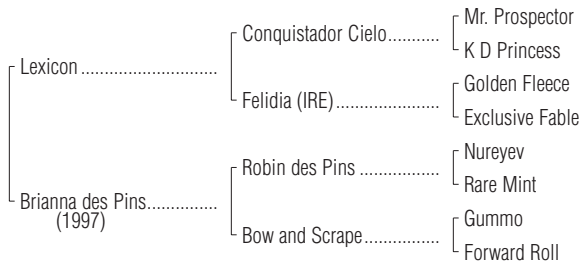 Mr. Prospector
Conquistador Cielo..........
K D Princess
Lexicon ............................
Golden Fleece
Felidia (IRE) .....................
Exclusive Fable
Nureyev
Robin des Pins ................
Rare Mint
Brianna des Pins..............
(1997)
Gummo
Bow and Scrape...............
Forward Roll